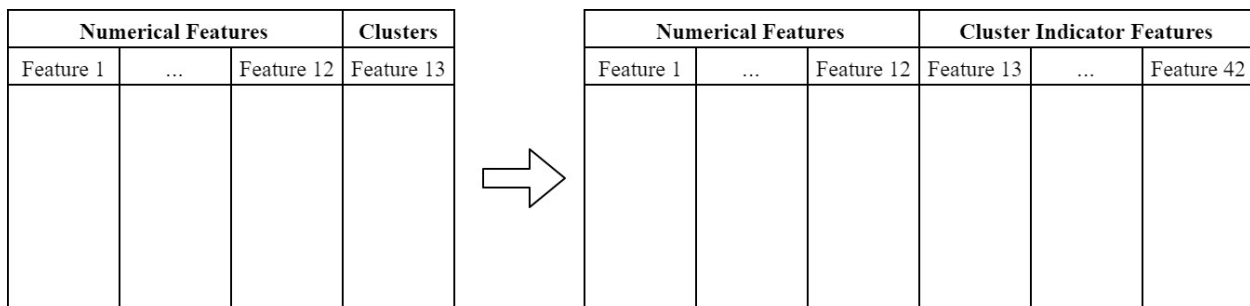 Numerical Features Clusters
Feature 1 ... Feature 12 Feature 13
Numerical Features Cluster Indicator Features
Feature 1 ... Feature 12 Feature 13 ... Feature 42